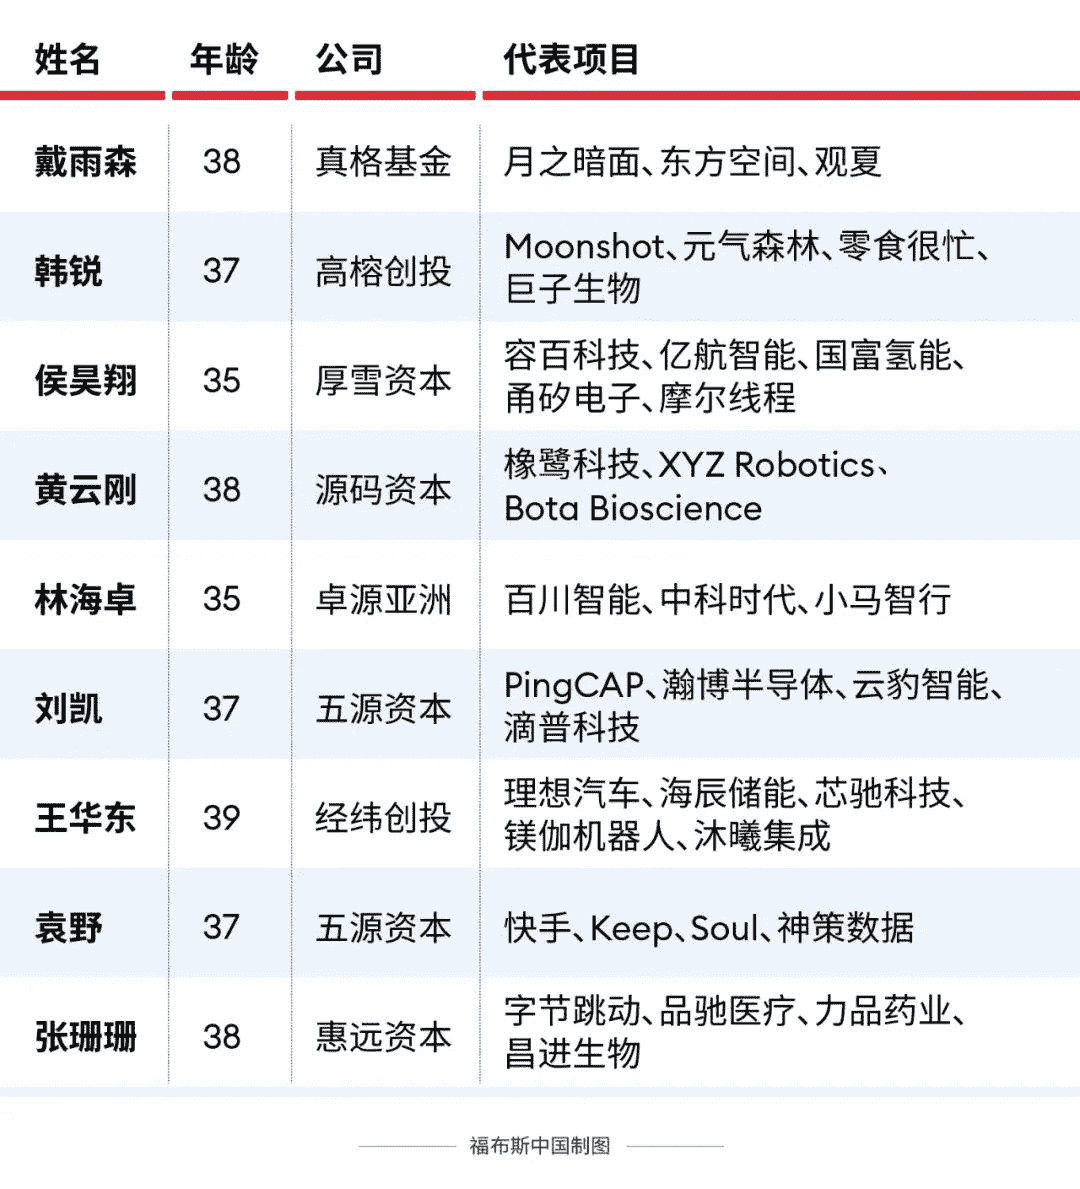 姓名 年龄 公司 代表项目
戴雨森 38 真格基金 月之暗面、东方空间、观夏
韩锐 37 高榕创投 Moonshot、元气森林、零食很忙、
巨子生物
侯昊翔 35 厚雪资本 容百科技、亿航智能、国富氢能、
甬矽电子、摩尔线程
黄云刚 38 源码资本 橡鹭科技、XYZ Robotics、
Bota Bioscience
林海卓 35 卓源亚洲 百川智能、中科时代、小马智行
刘凯 37 五源资本 PingCAP、瀚博半导体、云豹智能、
滴普科技
王华东 39 经纬创投 理想汽车、海辰储能、芯驰科技、
镁伽机器人、沐曦集成
袁野 37 五源资本 快手、Keep、Soul、神策数据
张珊珊 38 惠远资本 字节跳动、品驰医疗、力品药业、
昌进生物
福布斯中国制图